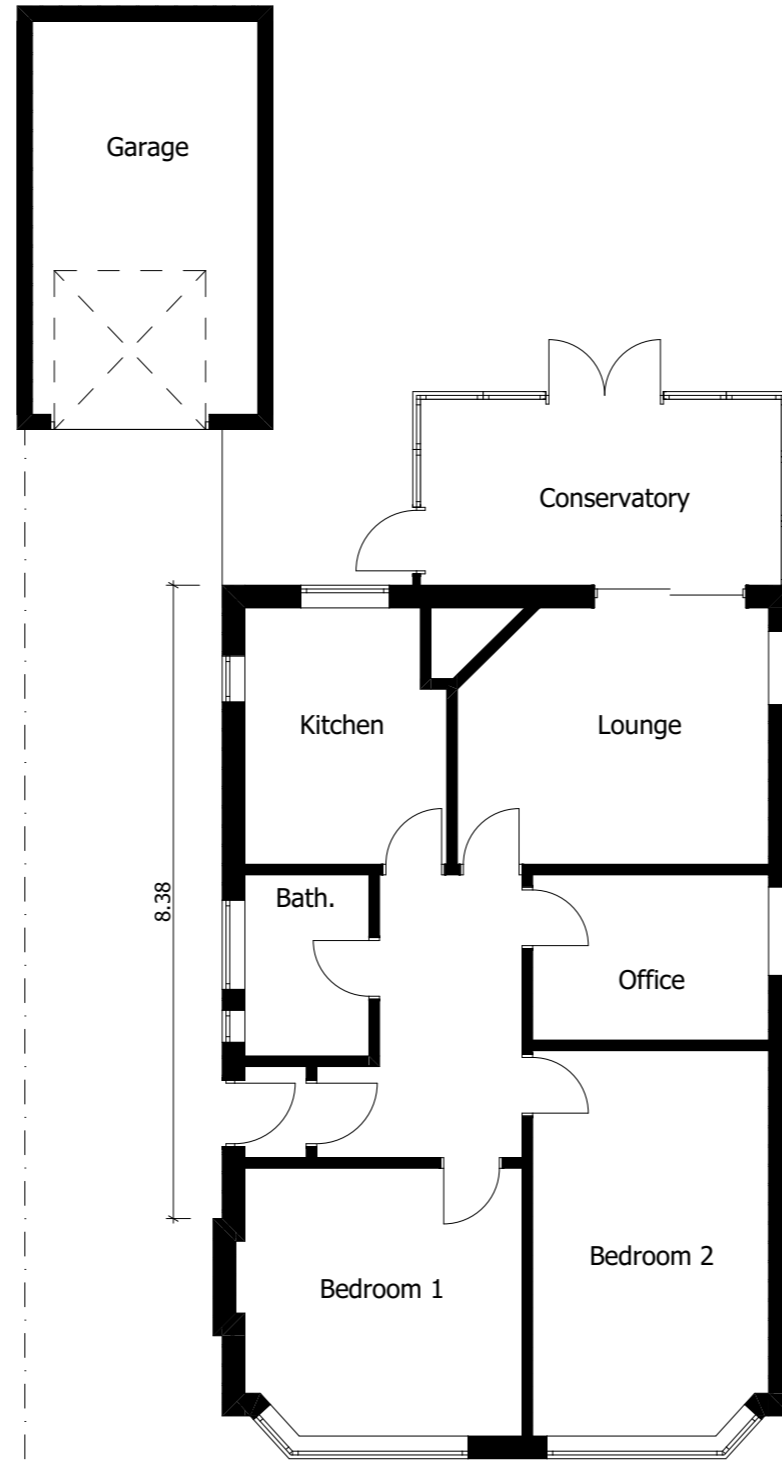 Garage
Conservatory
Kitchen
Lounge
8.38
Bath.
Office
Bedroom 2
Bedroom 1